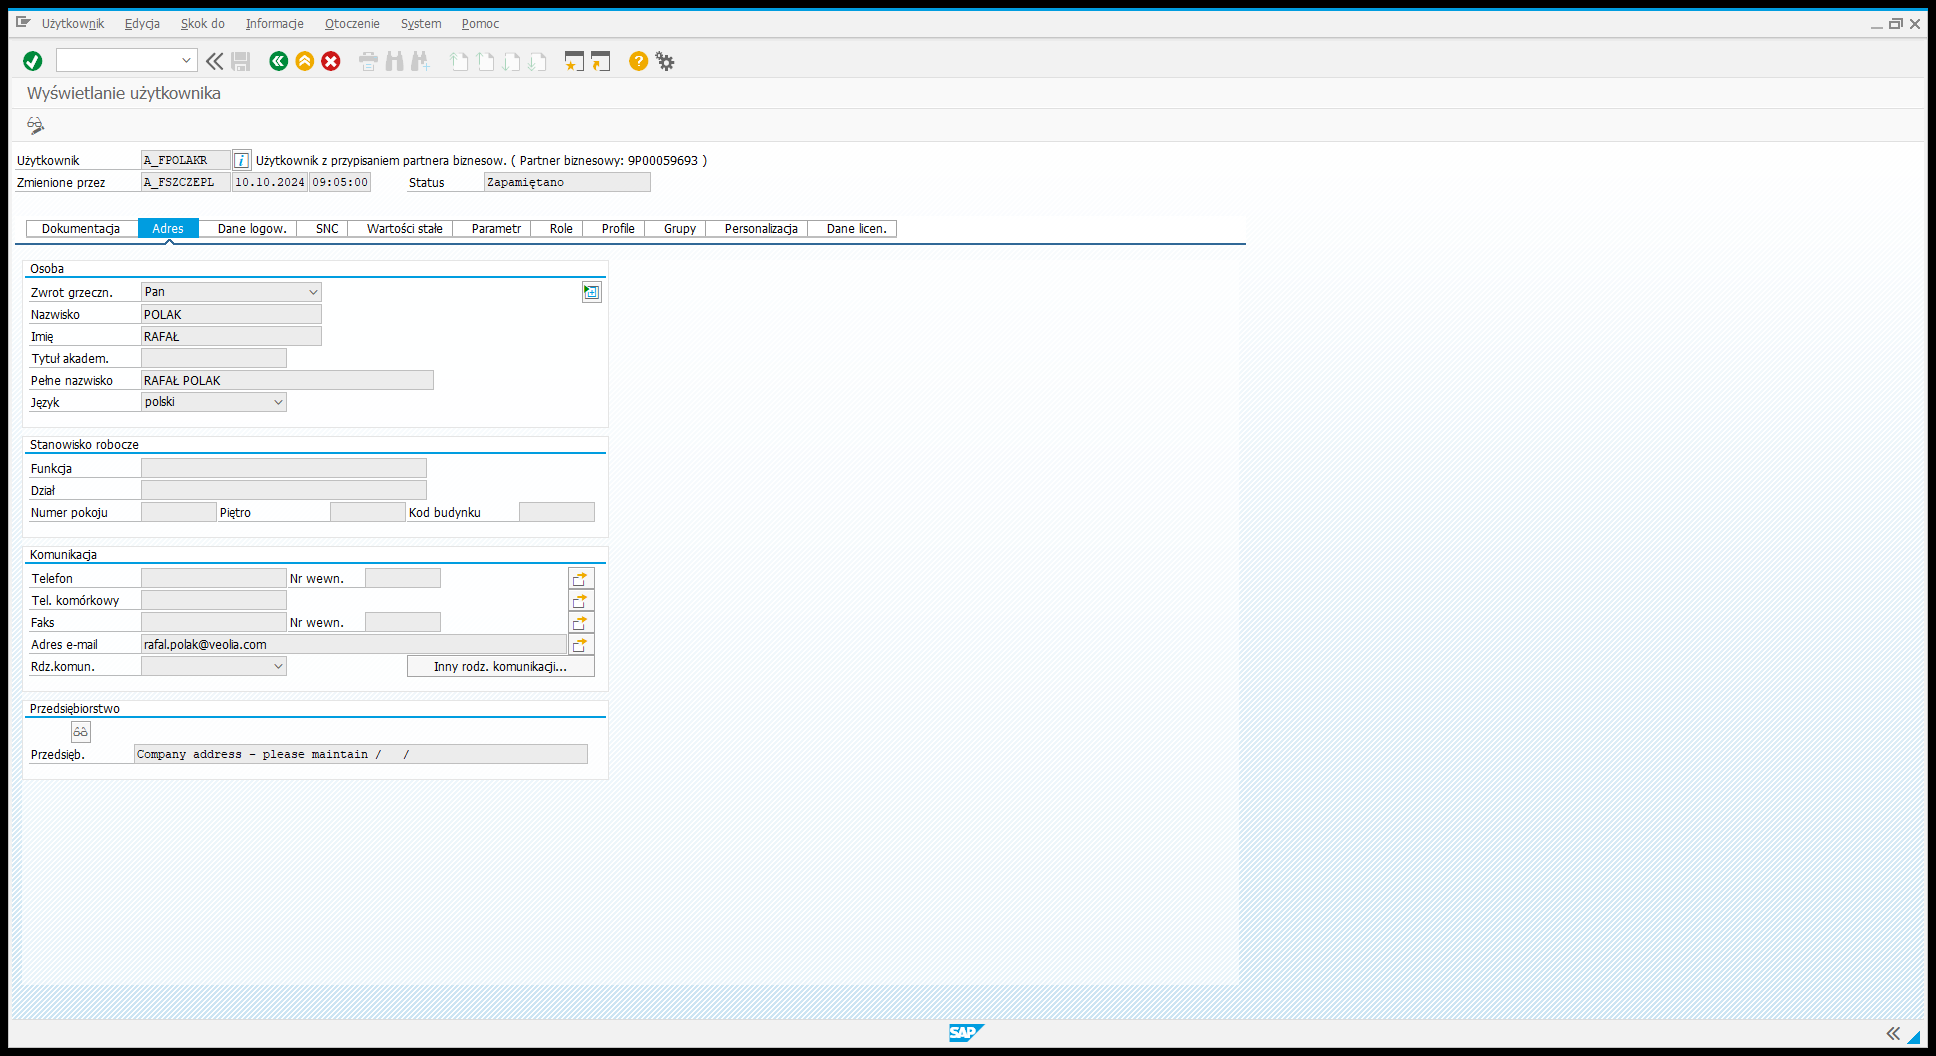 Użytkownik Edycja Skok do Informacje Otoczenie System Pomoc
Wyświetlanie użytkownika
Użytkownik A_FPOLAKR Użytkownik z przypisaniem partnera biznesow. ( Partner biznesowy: 9P00059693 )
Zmienione przez A_FSZCZEPL 10.10.2024 09:05:00 Status Zapamiętano
Dokumentacja Adres Dane logow. SNC Wartości stałe Parametr Role Profile Grupy Personalizacja Dane licen.
Osoba
Zwrot grzeczn. Pan
Nazwisko POLAK
Imię RAFAŁ
Tytuł akadem.
Pełne nazwisko RAFAŁ POLAK
Język polski
Stanowisko robocze
Funkcja
Dział
Numer pokoju Piętro Kod budynku
Komunikacja
Telefon Nr wewn.
Tel. komórkowy
Faks Nr wewn.
Adres e-mail rafal.polak@veolia.com
Rdz.komun. Inny rodz. komunikacji...
Przedsiębiorstwo
Przedsięb. Company address - please maintain / /
SAP